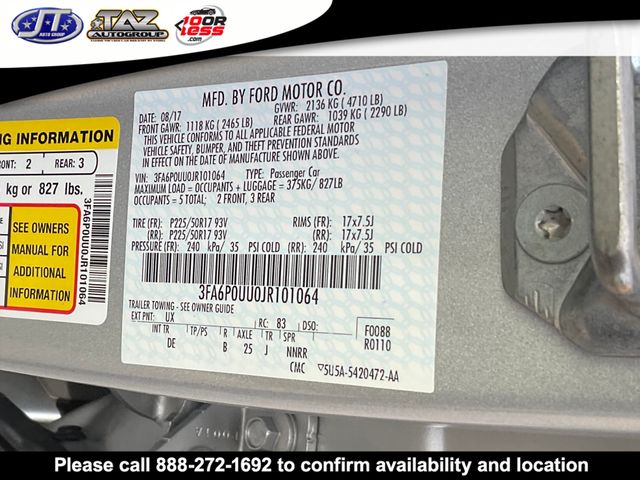 JT
AUTO GROUP
TAZ
AUTOGROUP
10 OR
LESS.COM
MFD. BY FORD MOTOR CO.
08/17
GVWR: 2136 KG (4710 LB)
FRONT GAWR: 1118 KG (2465 LB)
REAR GAWR: 1039 KG (2290 LB)
THIS VEHICLE CONFORMS TO ALL APPLICABLE FEDERAL MOTOR
VEHICLE SAFETY, BUMPER, AND THEFT PREVENTION STANDARDS
IN EFFECT ON THE DATE OF MANUFACTURE SHOWN ABOVE.
VIN: 3FA6P0UU0JR101064 TYPE: Passenger Car
MAXIMUM LOAD = OCCUPANTS + LUGGAGE = 375KG/827LB
OCCUPANTS = 5 TOTAL; 2 FRONT, 3 REAR
TIRE (FR): P225/50R17 93V RIMS (FR) 17x7.5J
(RR): P225/50R17 93V (RR) 17x7.5J
PRESSURE (FR) 240 kPa/ 35 PSI COLD (RR) 240 kPa/ 35 PSI COLD
3FA6P0UU0JR101064
TRAILER TOWING - SEE OWNER GUIDE
EXT PNT: UX RC: 83 DSO: F0088
R0110
INT TR TP/PS R AXLE TR SPR
DE B 25 J NNRR
CMC 5U5A-5420472-AA
NG INFORMATION
RONT: 2 REAR: 3
kg or 827 lbs.
SEE OWNERS
MANUAL FOR
ADDITIONAL
INFORMATION
3FA6P0UU0JR101064
Please call 888-272-1692 to confirm availability and location